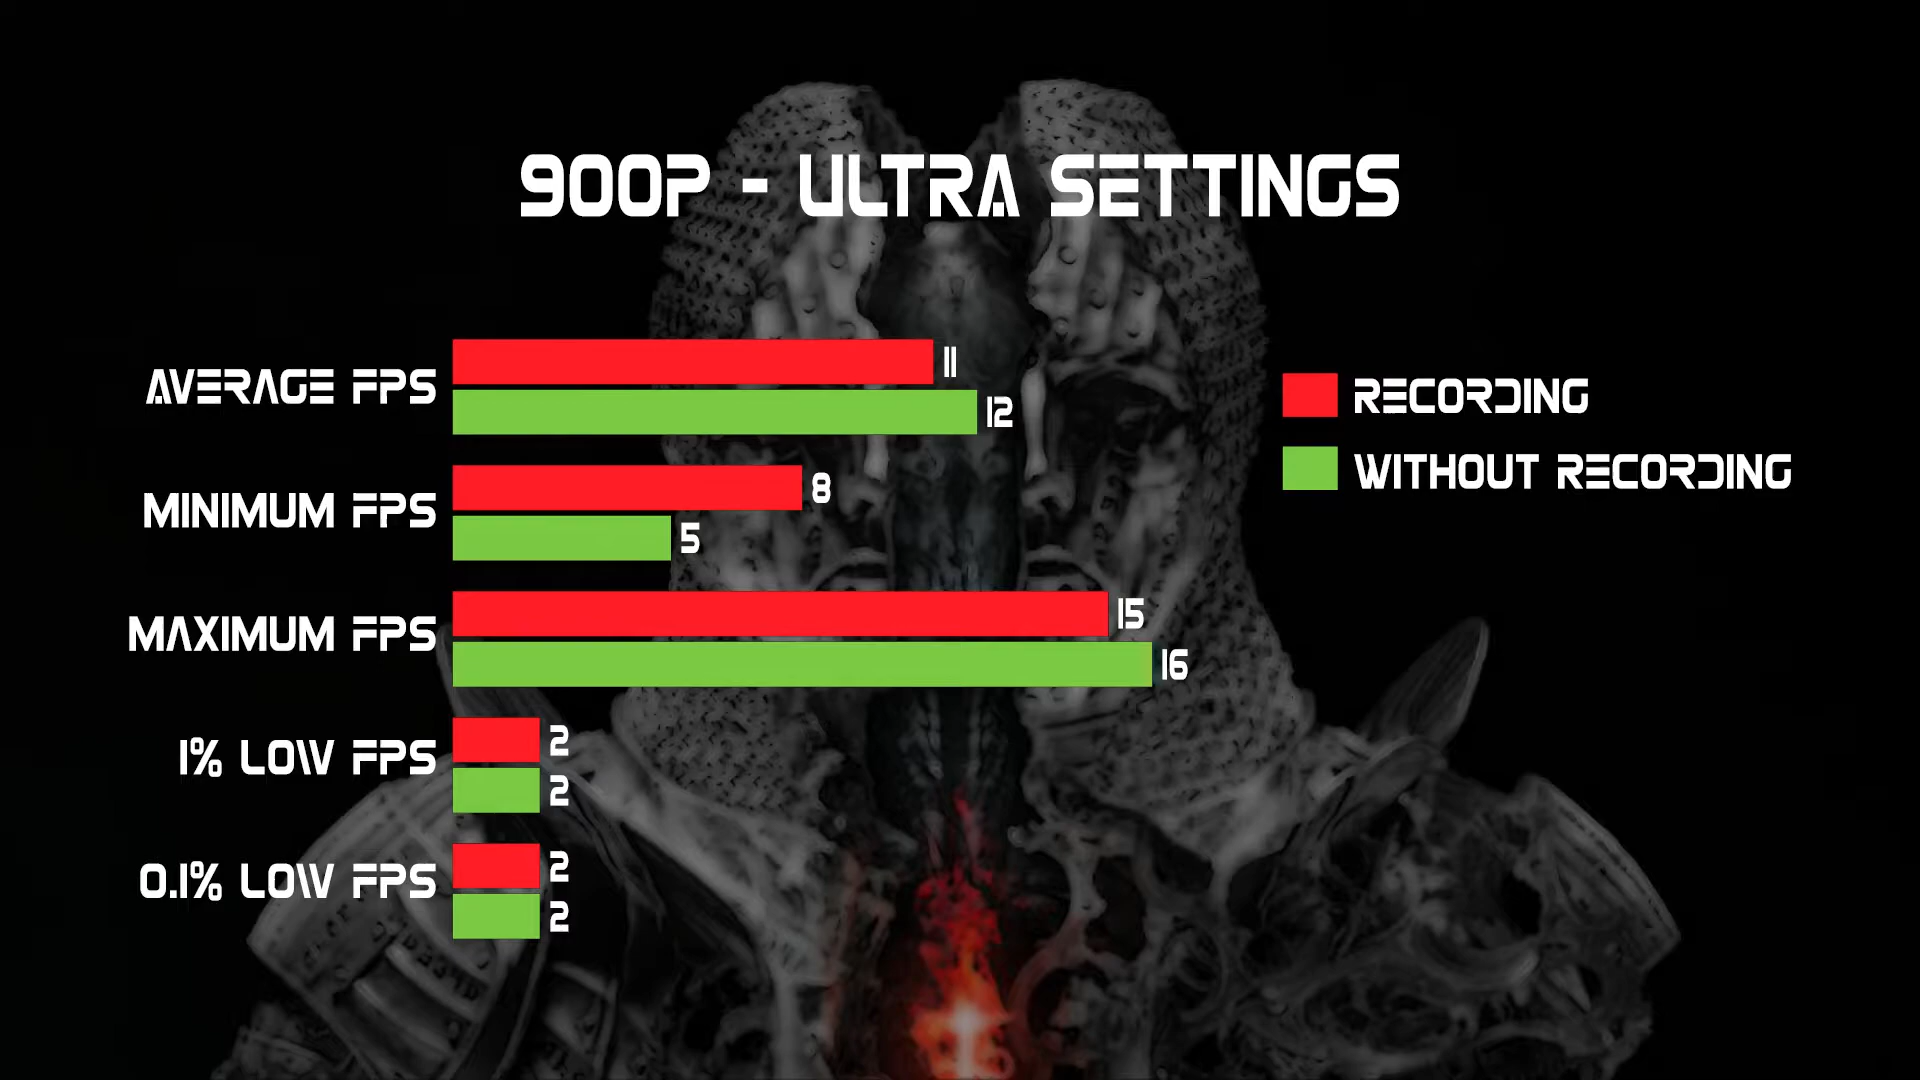 900P - ULTRA SETTINGS
AVERAGE FPS
11
12
MINIMUM FPS
8
5
MAXIMUM FPS
15
16
1% LOW FPS
2
2
0.1% LOW FPS
2
2
RECORDING
WITHOUT RECORDING